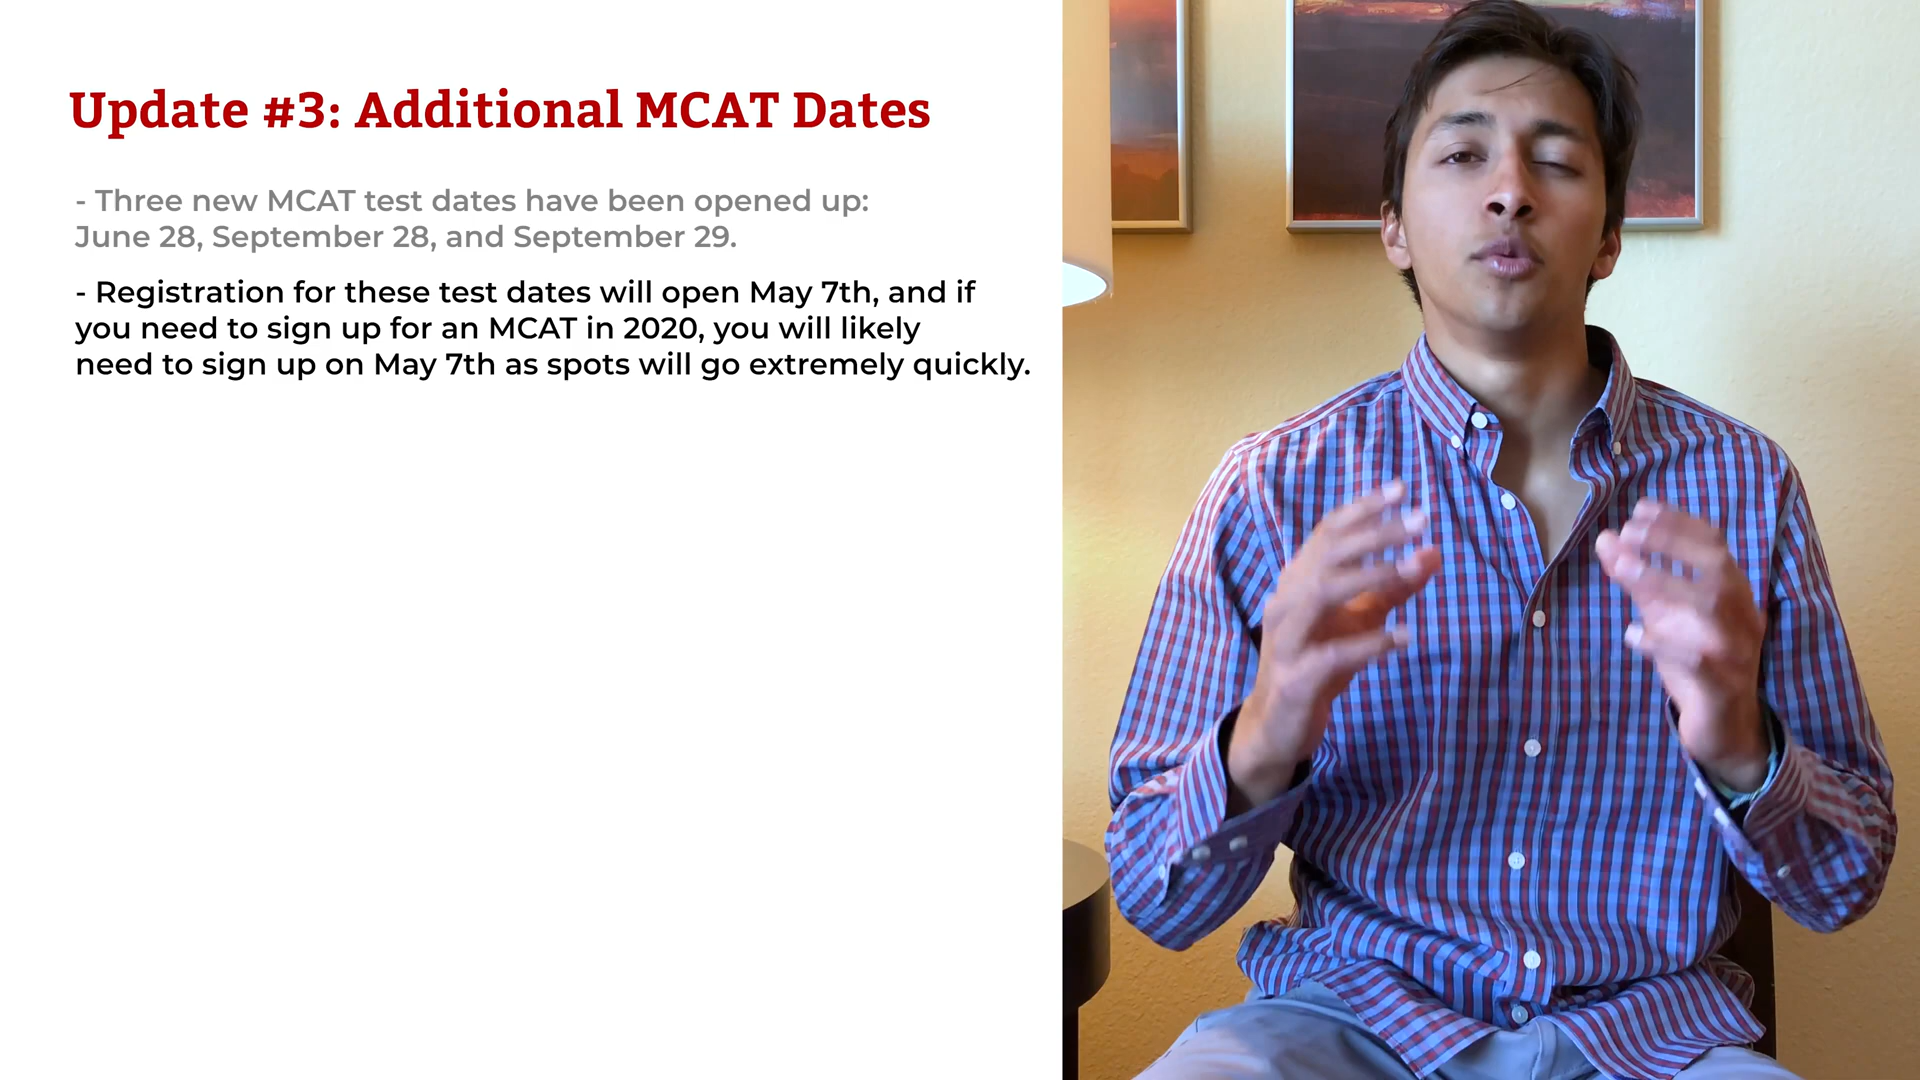 Update #3: Additional MCAT Dates
- Three new MCAT test dates have been opened up:
June 28, September 28, and September 29.
- Registration for these test dates will open May 7th, and if
you need to sign up for an MCAT in 2020, you will likely
need to sign up on May 7th as spots will go extremely quickly.